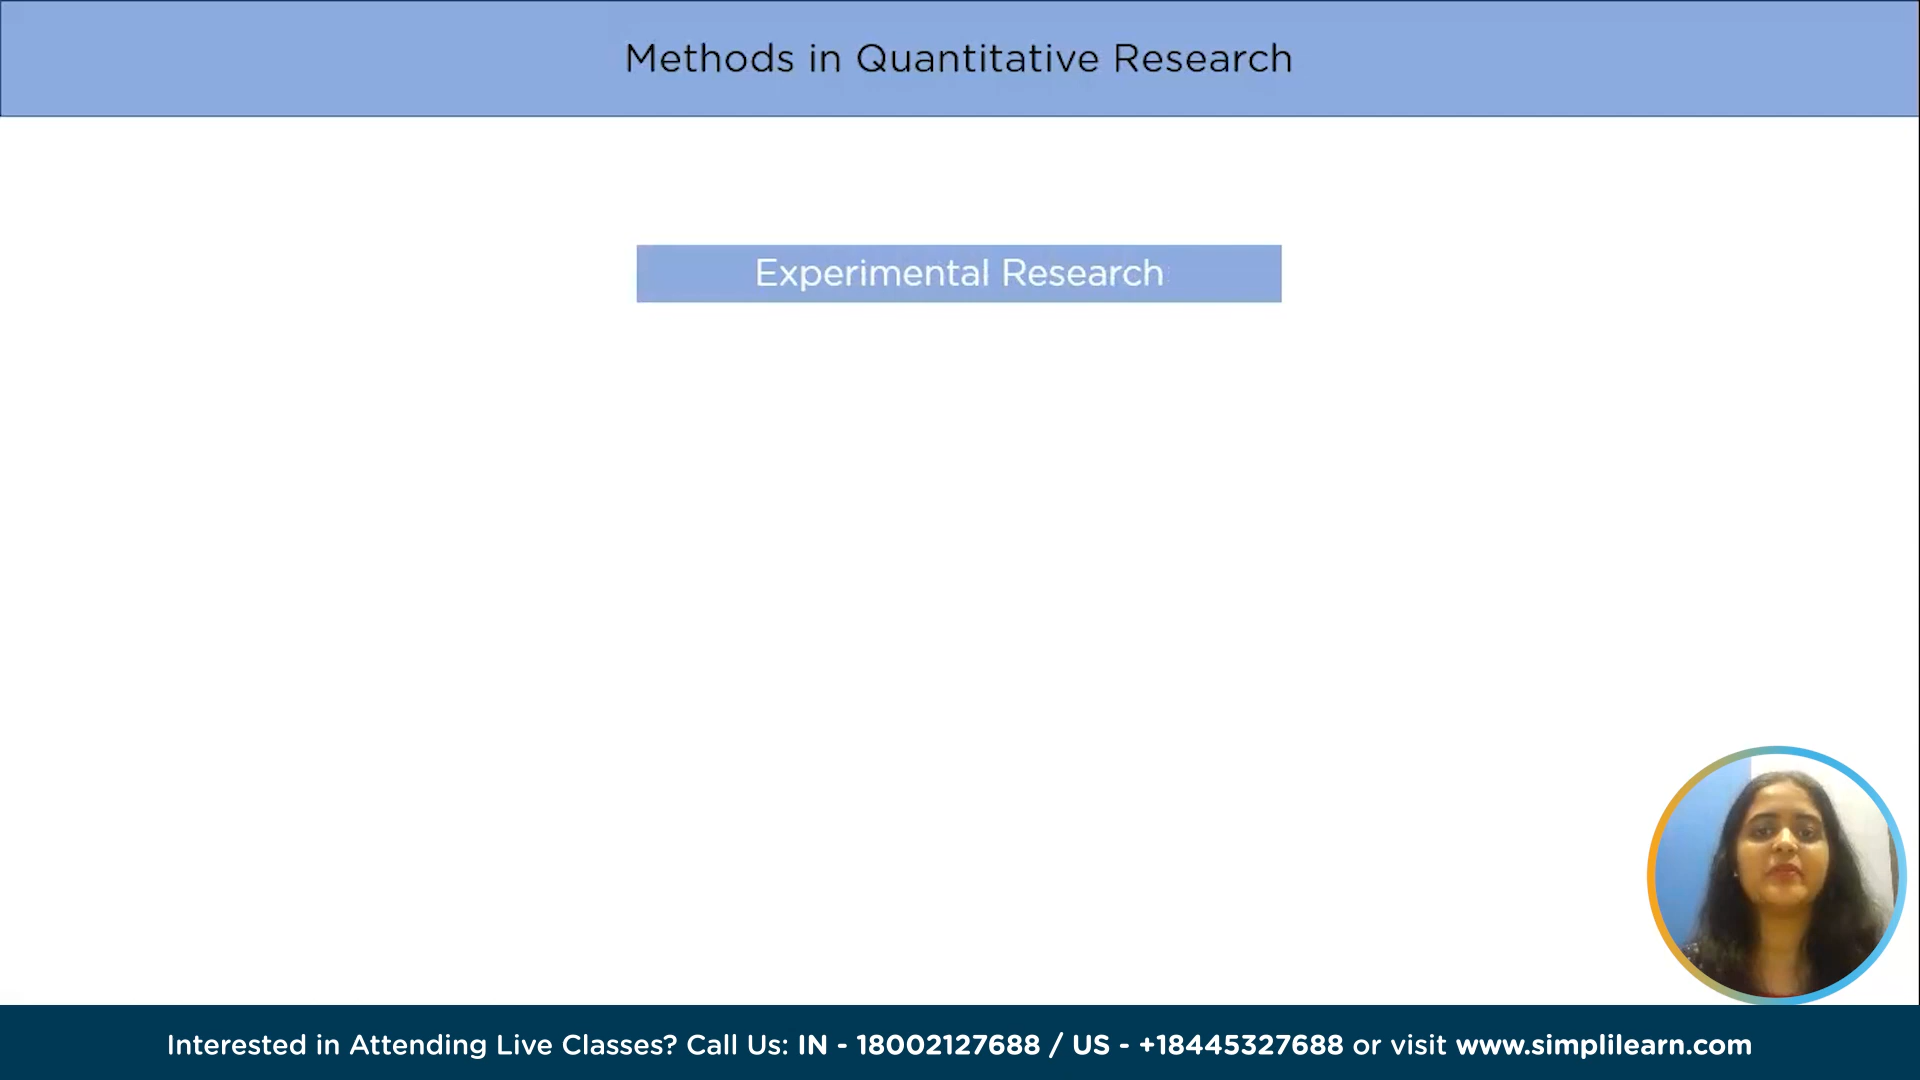 Methods in Quantitative Research
Experimental Research
Interested in Attending Live Classes? Call Us: IN - 18002127688 / US - +18445327688 or visit www.simplilearn.com